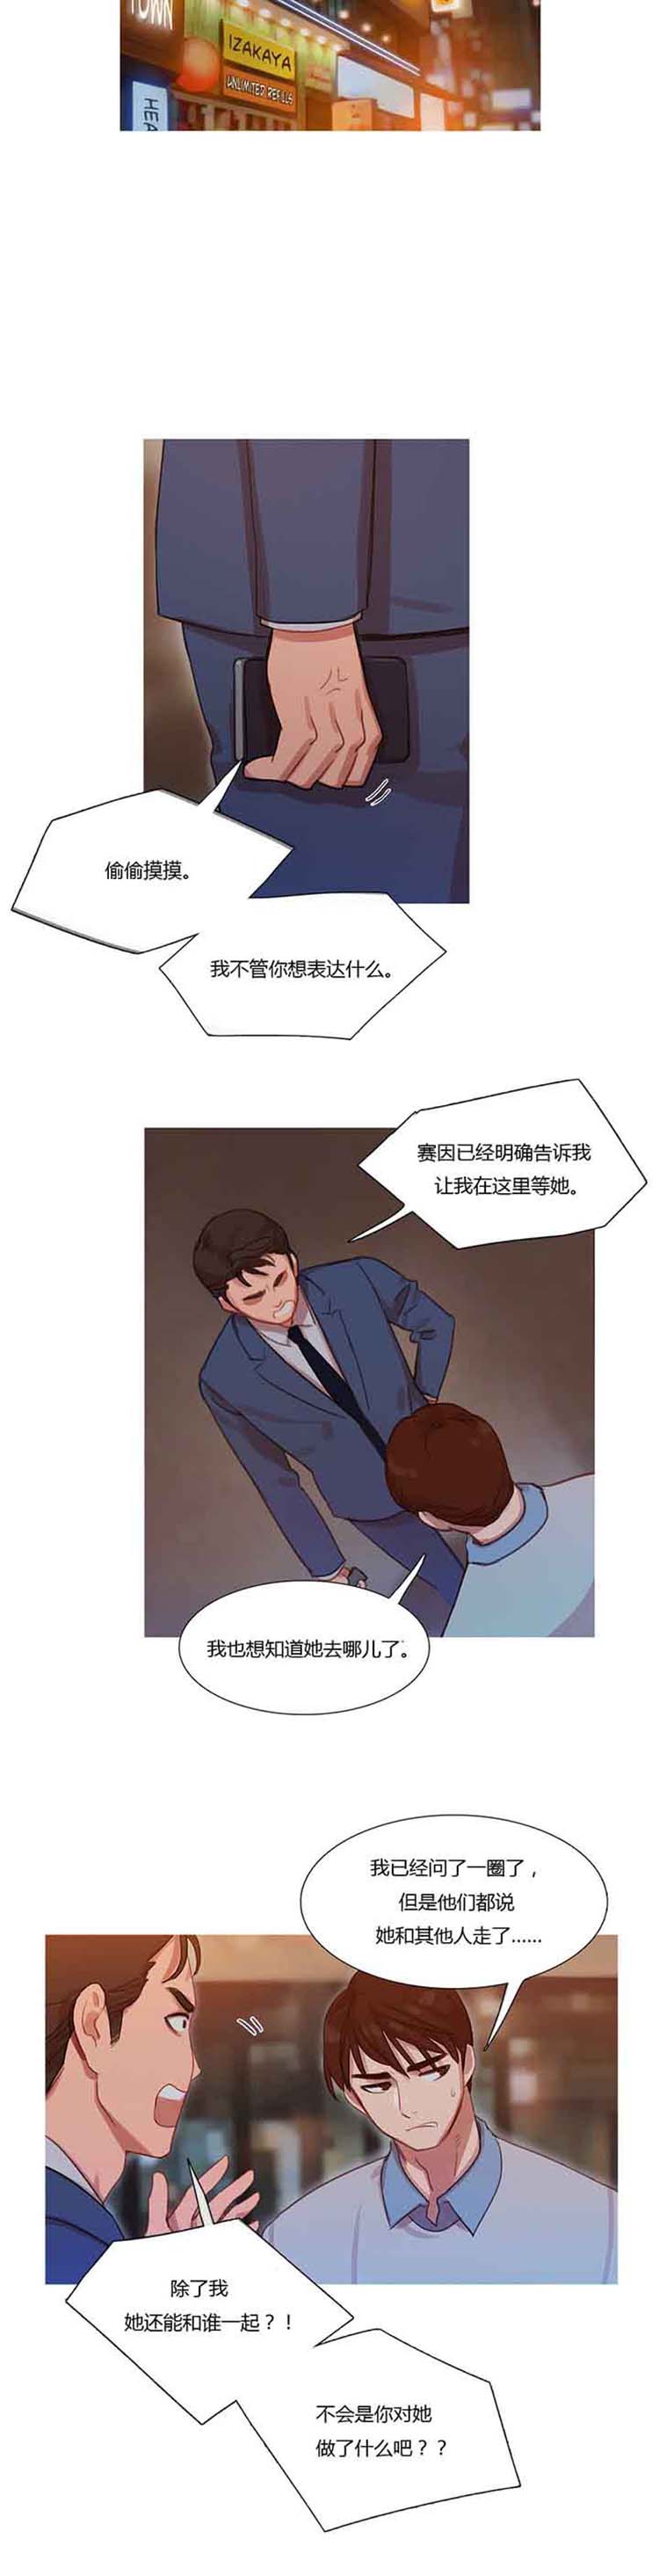 TOWN
IZAKAYA
UNLIMITED REFILLS
HEA
偷偷摸摸。
我不管你想表达什么。
赛因已经明确告诉我
让我在这里等她。
我也想知道她去哪儿了。
我已经问了一圈了，
但是他们都说
她和其他人走了……
除了我
她还能和谁一起？！
不会是你对她
做了什么吧？？